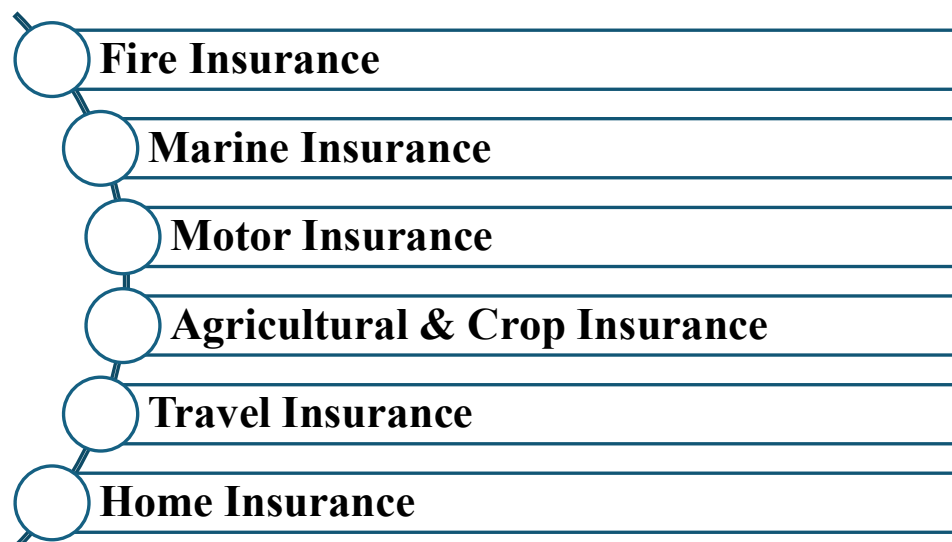 Fire Insurance
Marine Insurance
Motor Insurance
Agricultural & Crop Insurance
Travel Insurance
Home Insurance